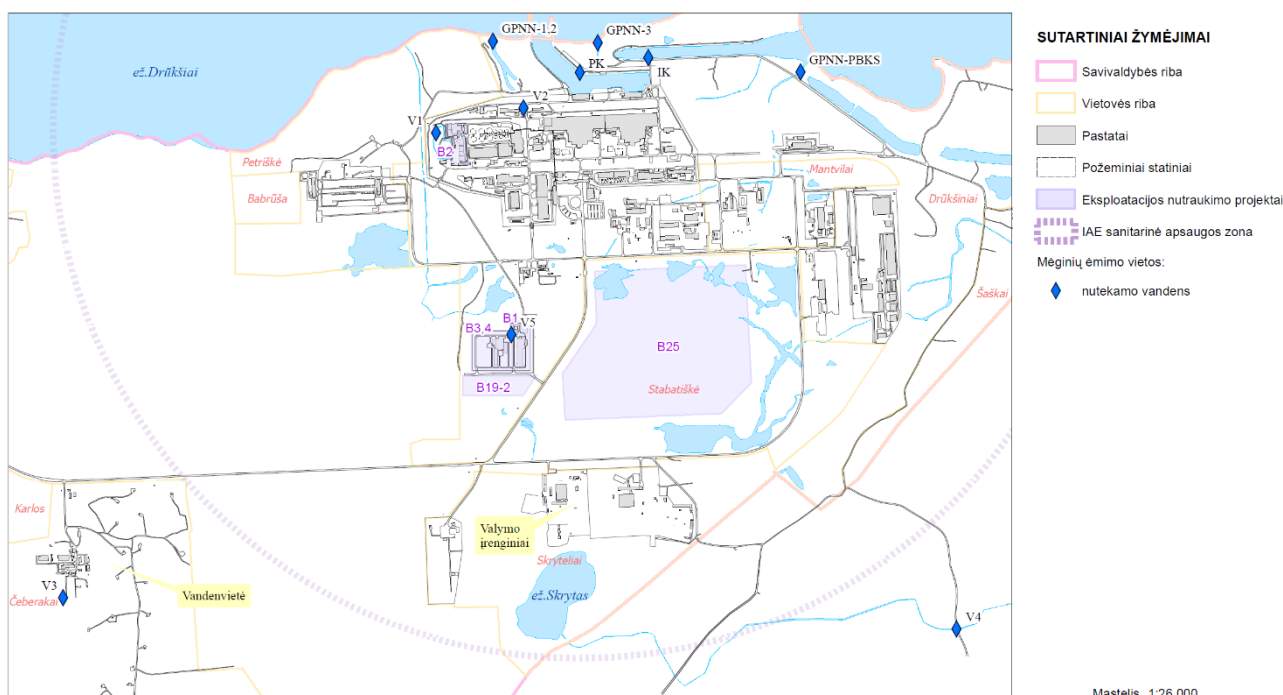 GPNN-1,2
GPNN-3
ež.Drūkšiai
PK
IK
GPNN-PBKS
V2
V1
B2
Petriškė
Babrūša
Mantvilai
Drūkšiniai
Šaškai
B1
V5
B3,4
B25
B19-2
Stabatiškė
Karlos
Valymo
įrenginiai
Skryteliai
V3
Vandenvietė
Čeberakai
ež.Skrytas
V4
SUTARTINIAI ŽYMĖJIMAI
Savivaldybės riba
Vietovės riba
Pastatai
Požeminiai statiniai
Eksploatacijos nutraukimo projektai
IAE sanitarinė apsaugos zona
Mėginių ėmimo vietos:
nutekamo vandens
Mastelis 1:26 000